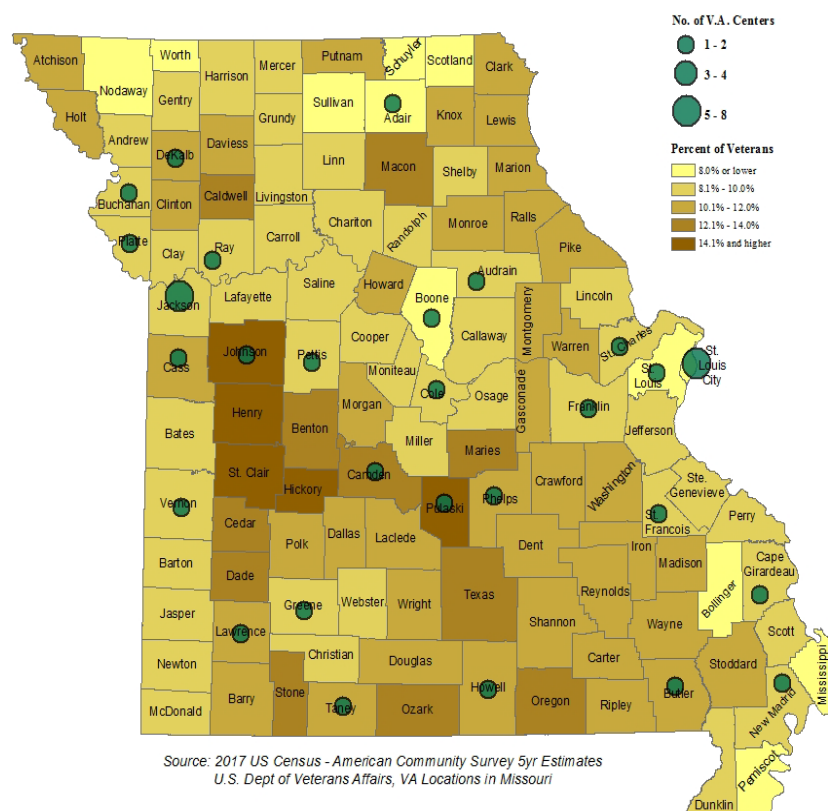 No. of V.A. Centers
1 - 2
3 - 4
5 - 8
Percent of Veterans
8.0% or lower
8.1% - 10.0%
10.1% - 12.0%
12.1% - 14.0%
14.1% and higher
Atchison
Nodaway
Worth
Harrison
Mercer
Putnam
Schuyler
Scotland
Clark
Holt
Gentry
Grundy
Sullivan
Adair
Knox
Lewis
Andrew
DeKalb
Daviess
Linn
Macon
Shelby
Marion
Buchanan
Clinton
Caldwell
Livingston
Chariton
Randolph
Monroe
Ralls
Pike
Platte
Clay
Ray
Carroll
Saline
Howard
Boone
Audrain
Lincoln
Jackson
Lafayette
Cooper
Callaway
Montgomery
Warren
St. Charles
St. Louis
St. Louis City
Cass
Johnson
Pettis
Moniteau
Cole
Osage
Gasconade
Franklin
Jefferson
Bates
Henry
Benton
Morgan
Miller
Maries
Crawford
Washington
Ste. Genevieve
St. Clair
Hickory
Camden
Pulaski
Phelps
St. Francois
Perry
Vernon
Cedar
Polk
Dallas
Laclede
Dent
Iron
Madison
Bollinger
Cape Girardeau
Barton
Dade
Greene
Webster
Wright
Texas
Shannon
Reynolds
Wayne
Scott
Mississippi
Jasper
Lawrence
Christian
Douglas
Howell
Carter
Butler
Stoddard
New Madrid
Newton
McDonald
Barry
Stone
Taney
Ozark
Oregon
Ripley
Pemiscot
Dunklin
Source: 2017 US Census - American Community Survey 5yr Estimates
U.S. Dept of Veterans Affairs, VA Locations in Missouri